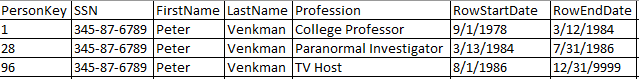 PersonKey SSN FirstName LastName Profession RowStartDate RowEndDate
1 345-87-6789 Peter Venkman College Professor 9/1/1978 3/12/1984
28 345-87-6789 Peter Venkman Paranormal Investigator 3/13/1984 7/31/1986
96 345-87-6789 Peter Venkman TV Host 8/1/1986 12/31/9999